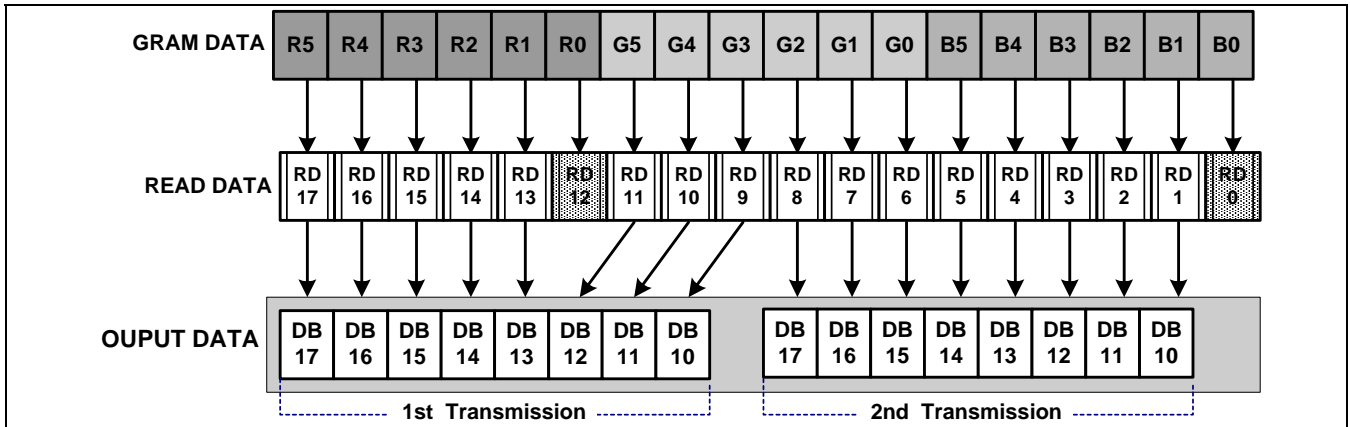 GRAM DATA R5 R4 R3 R2 R1 R0 G5 G4 G3 G2 G1 G0 B5 B4 B3 B2 B1 B0
READ DATA RD 17 RD 16 RD 15 RD 14 RD 13 RD 12 RD 11 RD 10 RD 9 RD 8 RD 7 RD 6 RD 5 RD 4 RD 3 RD 2 RD 1 RD 0
OUPUT DATA DB 17 DB 16 DB 15 DB 14 DB 13 DB 12 DB 11 DB 10 DB 17 DB 16 DB 15 DB 14 DB 13 DB 12 DB 11 DB 10
1st Transmission 2nd Transmission